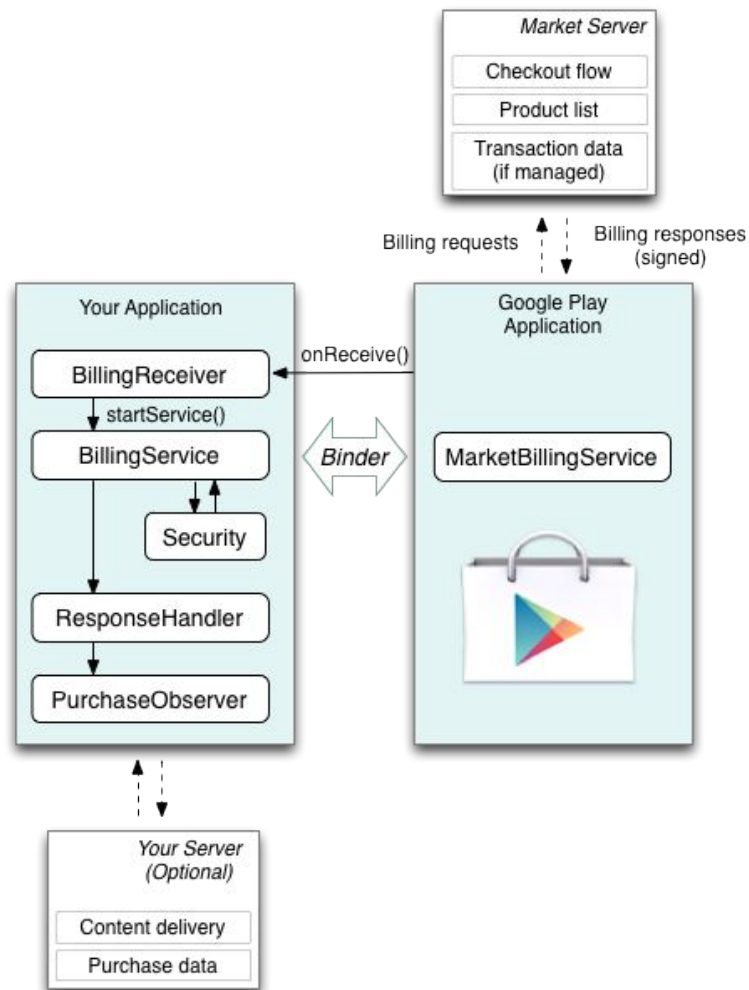 Market Server
Checkout flow
Product list
Transaction data
(if managed)
Billing requests
Billing responses
(signed)
Your Application
BillingReceiver
startService()
BillingService
Security
ResponseHandler
PurchaseObserver
onReceive()
Binder
Google Play
Application
MarketBillingService
Your Server
(Optional)
Content delivery
Purchase data